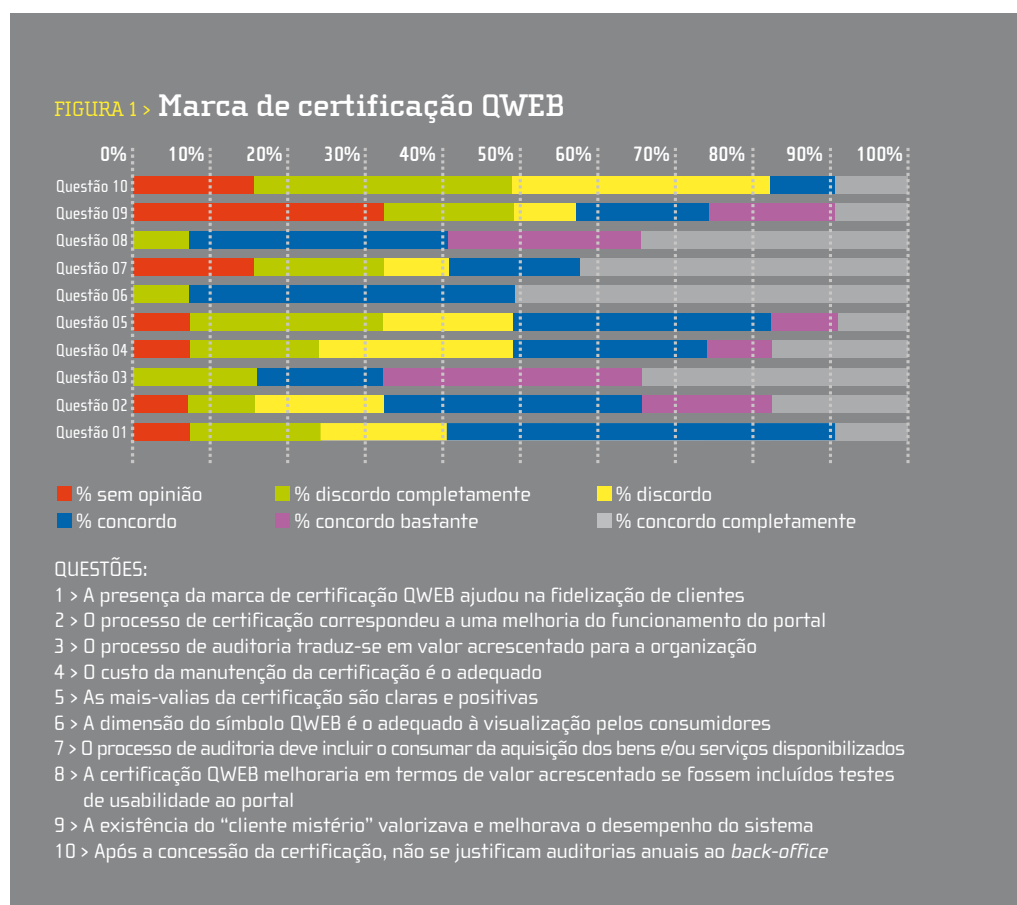 FIGURA 1 > Marca de certificação QWEB
0% 10% 20% 30% 40% 50% 60% 70% 80% 90% 100%
Questão 10
Questão 09
Questão 08
Questão 07
Questão 06
Questão 05
Questão 04
Questão 03
Questão 02
Questão 01
% sem opinião % discordo completamente % discordo
% concordo % concordo bastante % concordo completamente
QUESTÕES:
1 > A presença da marca de certificação QWEB ajudou na fidelização de clientes
2 > O processo de certificação correspondeu a uma melhoria do funcionamento do portal
3 > O processo de auditoria traduz-se em valor acrescentado para a organização
4 > O custo da manutenção da certificação é o adequado
5 > As mais-valias da certificação são claras e positivas
6 > A dimensão do símbolo QWEB é o adequado à visualização pelos consumidores
7 > O processo de auditoria deve incluir o consumar da aquisição dos bens e/ou serviços disponibilizados
8 > A certificação QWEB melhoraria em termos de valor acrescentado se fossem incluídos testes
de usabilidade ao portal
9 > A existência do “cliente mistério” valorizava e melhorava o desempenho do sistema
10 > Após a concessão da certificação, não se justificam auditorias anuais ao back-office